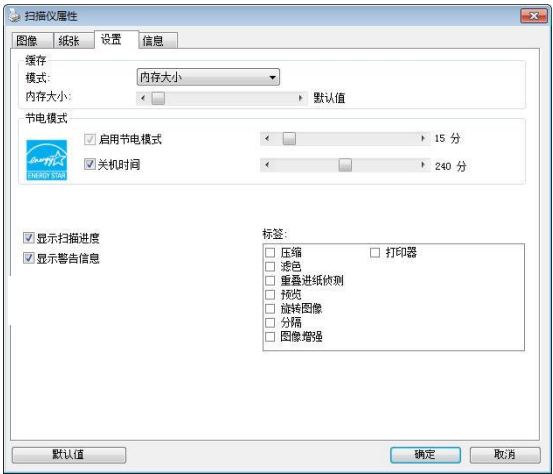 扫描仪属性
图像 纸张 设置 信息
缓存
模式: 内存大小
内存大小: 默认值
节电模式
启用节电模式 15 分
关机时间 240 分
energy
ENERGY STAR
显示扫描进度
显示警告信息
标签:
压缩 打印器
滤色
重叠进纸侦测
预览
旋转图像
分隔
图像增强
默认值 确定 取消